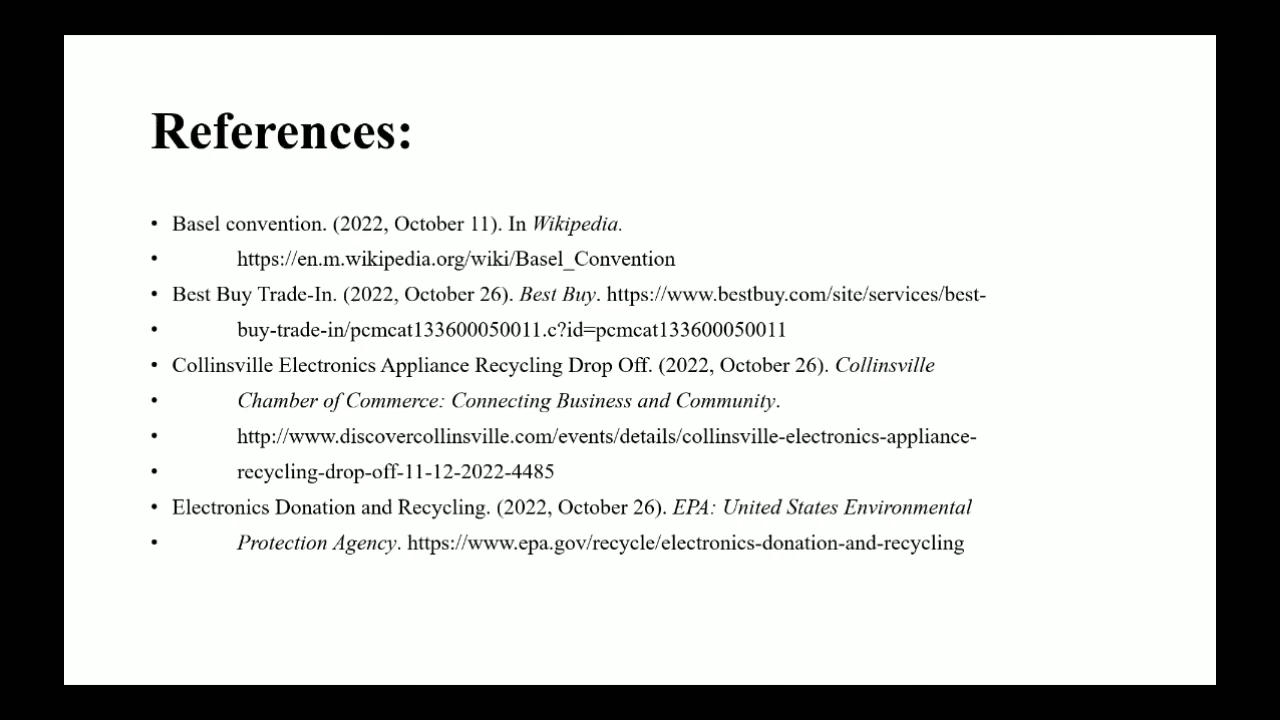 References:
• Basel convention. (2022, October 11). In Wikipedia.
• https://en.m.wikipedia.org/wiki/Basel_Convention
• Best Buy Trade-In. (2022, October 26). Best Buy. https://www.bestbuy.com/site/services/best-
• buy-trade-in/pcmcat133600050011.c?id=pcmcat133600050011
• Collinsville Electronics Appliance Recycling Drop Off. (2022, October 26). Collinsville
• Chamber of Commerce: Connecting Business and Community.
• http://www.discovercollinsville.com/events/details/collinsville-electronics-appliance-
• recycling-drop-off-11-12-2022-4485
• Electronics Donation and Recycling. (2022, October 26). EPA: United States Environmental
• Protection Agency. https://www.epa.gov/recycle/electronics-donation-and-recycling